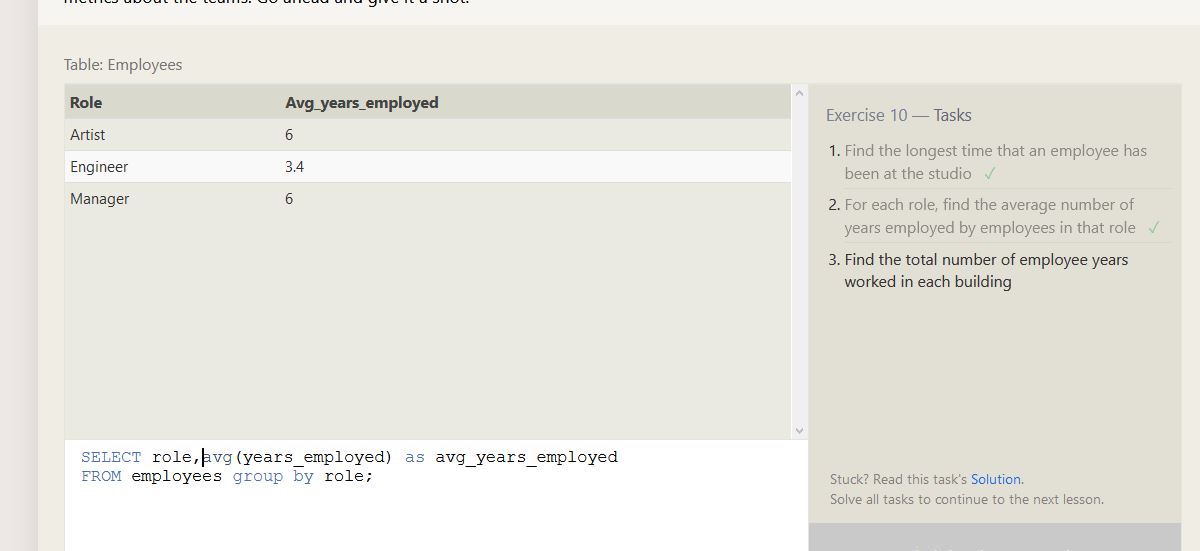 metrics about the teams. Go ahead and give it a shot!
Table: Employees
Role Avg_years_employed
Artist 6
Engineer 3.4
Manager 6
SELECT role,avg(years_employed) as avg_years_employed
FROM employees group by role;
Exercise 10 — Tasks
1. Find the longest time that an employee has
been at the studio ✓
2. For each role, find the average number of
years employed by employees in that role ✓
3. Find the total number of employee years
worked in each building
Stuck? Read this task's Solution.
Solve all tasks to continue to the next lesson.